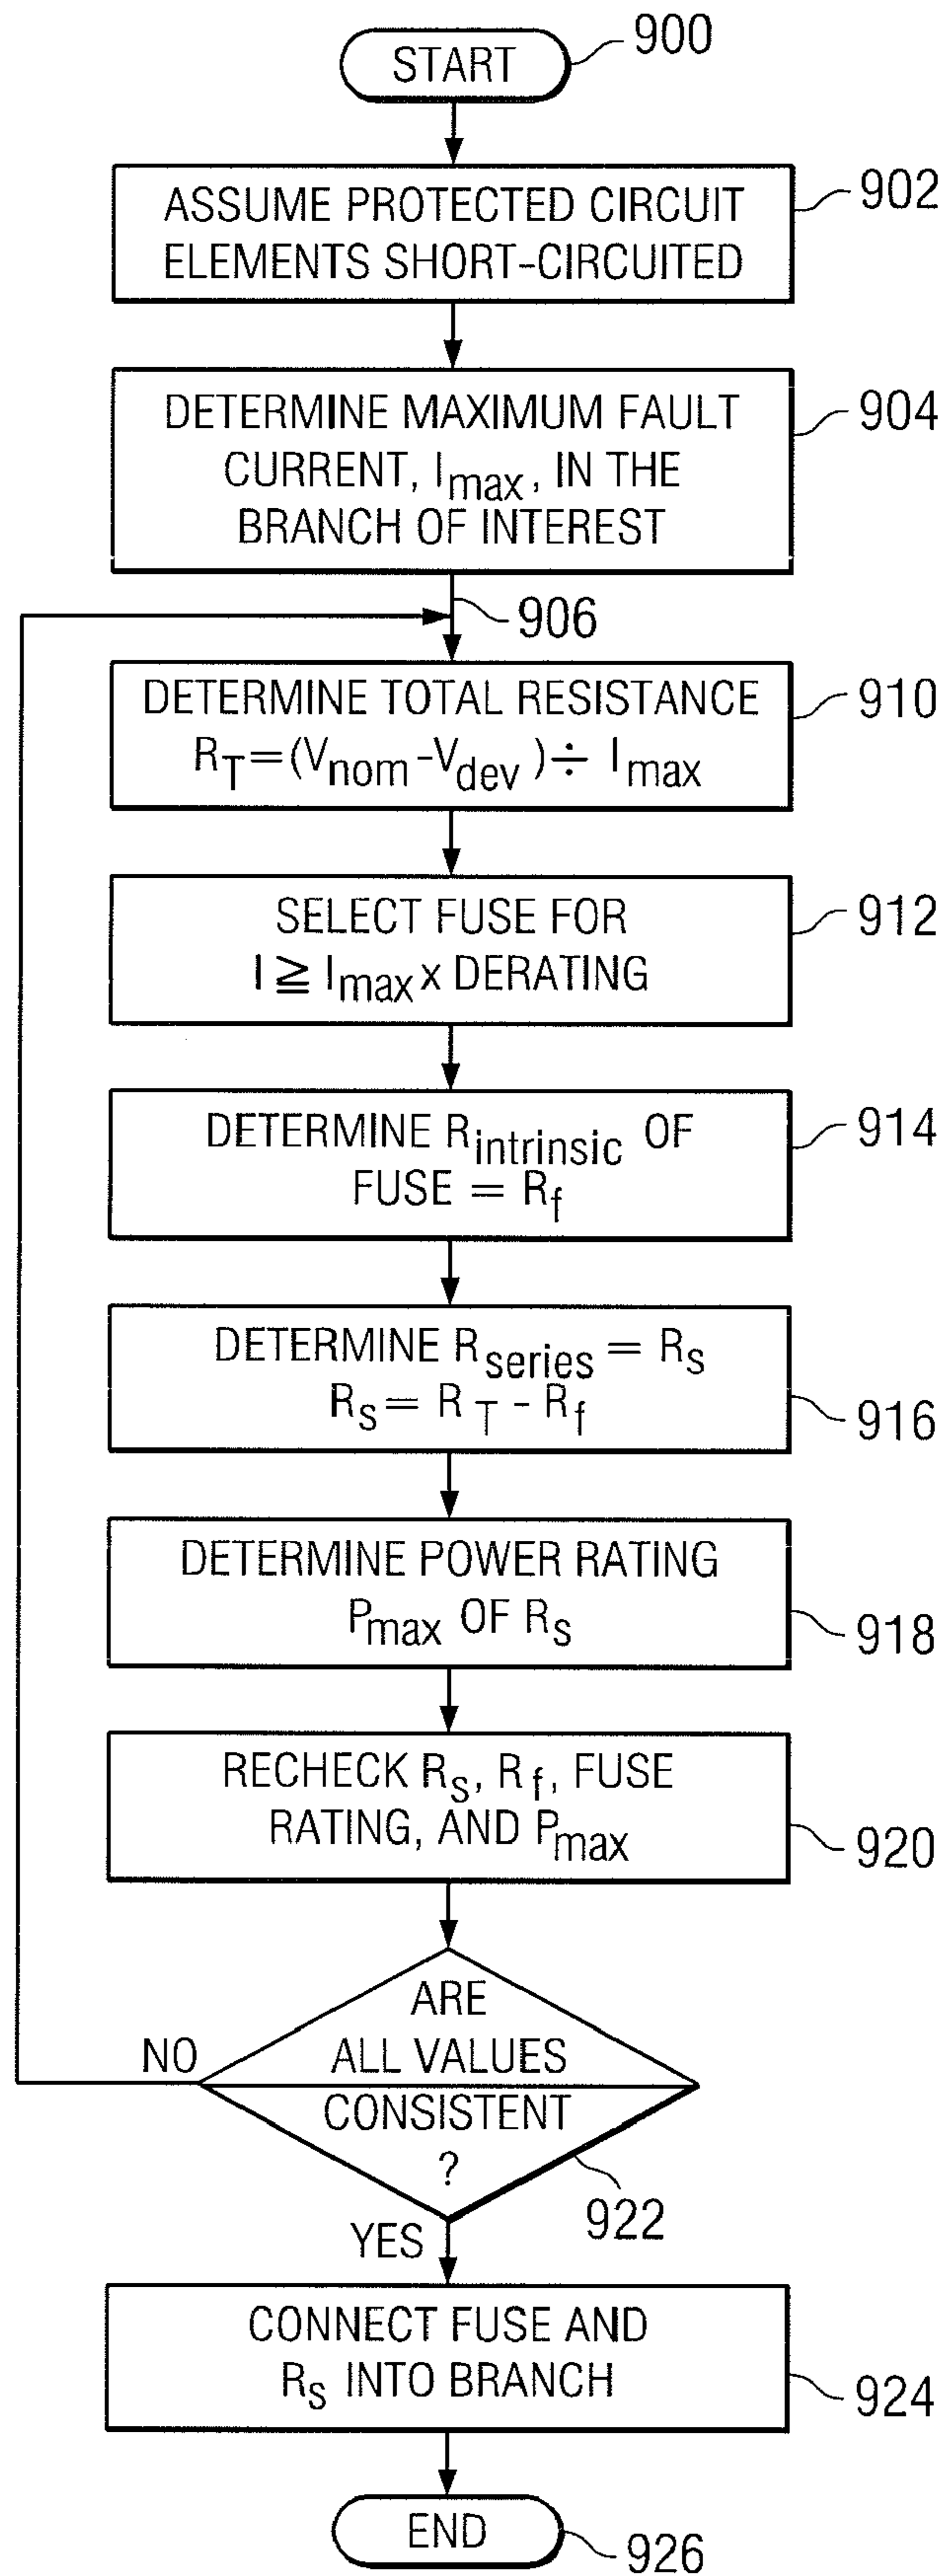 START
900
ASSUME PROTECTED CIRCUIT
ELEMENTS SHORT-CIRCUITED
902
DETERMINE MAXIMUM FAULT
CURRENT, Imax, IN THE
BRANCH OF INTEREST
904
906
DETERMINE TOTAL RESISTANCE
RT=(Vnom-Vdev)÷ Imax
910
SELECT FUSE FOR
I ≧ Imax x DERATING
912
DETERMINE Rintrinsic OF
FUSE = Rf
914
DETERMINE Rseries = Rs
Rs= RT - Rf
916
DETERMINE POWER RATING
Pmax OF Rs
918
RECHECK Rs, Rf, FUSE
RATING, AND Pmax
920
ARE
ALL VALUES
CONSISTENT
?
NO
922
YES
CONNECT FUSE AND
Rs INTO BRANCH
924
END
926